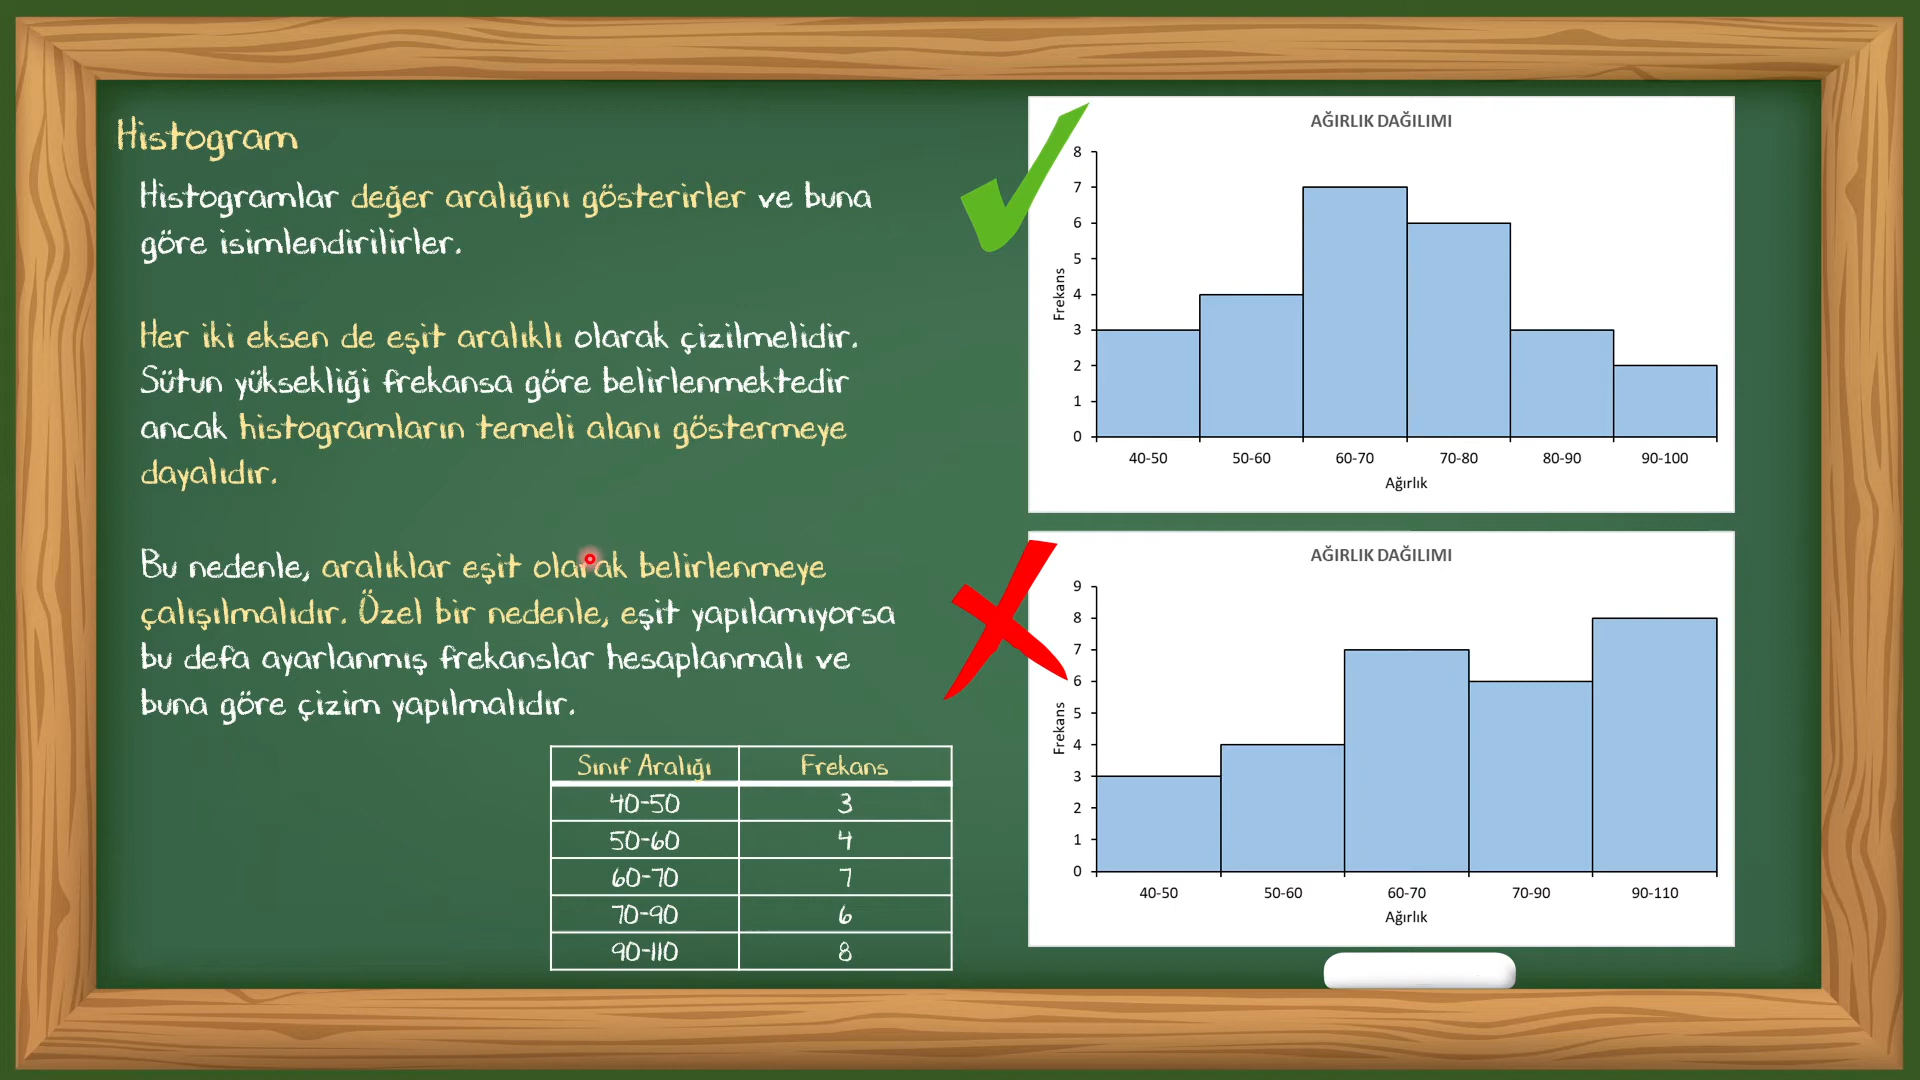 Histogram
Histogramlar değer aralığını gösterirler ve buna
göre isimlendirilirler.
Her iki eksen de eşit aralıklı olarak çizilmelidir.
Sütun yüksekliği frekansa göre belirlenmektedir
ancak histogramların temeli alanı göstermeye
dayalıdır.
Bu nedenle, aralıklar eşit olarak belirlenmeye
çalışılmalıdır. Özel bir nedenle, eşit yapılamıyorsa
bu defa ayarlanmış frekanslar hesaplanmalı ve
buna göre çizim yapılmalıdır.
Sınıf Aralığı Frekans
40-50 3
50-60 4
60-70 7
70-90 6
90-110 8
AĞIRLIK DAĞILIMI
8
7
6
5
4
3
2
1
0
Frekans
40-50 50-60 60-70 70-80 80-90 90-100
Ağırlık
AĞIRLIK DAĞILIMI
9
8
7
6
5
4
3
2
1
0
Frekans
40-50 50-60 60-70 70-90 90-110
Ağırlık